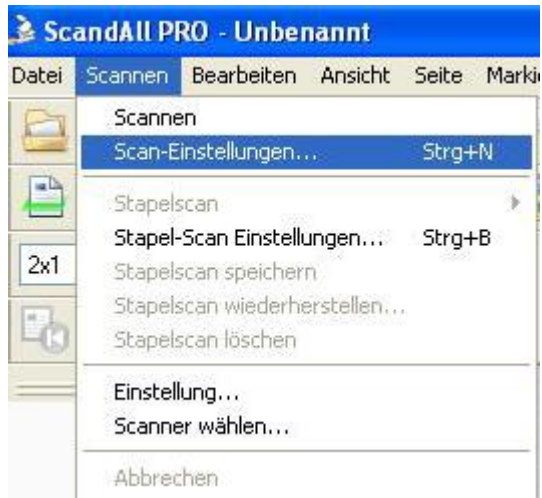 ScandAll PRO - Unbenannt
Datei Scannen Bearbeiten Ansicht Seite Marki
Scannen
Scan-Einstellungen... Strg+N
Stapelscan
Stapel-Scan Einstellungen... Strg+B
2x1
Stapelscan speichern
Stapelscan wiederherstellen...
Stapelscan löschen
Einstellung...
Scanner wählen...
Abbrechen